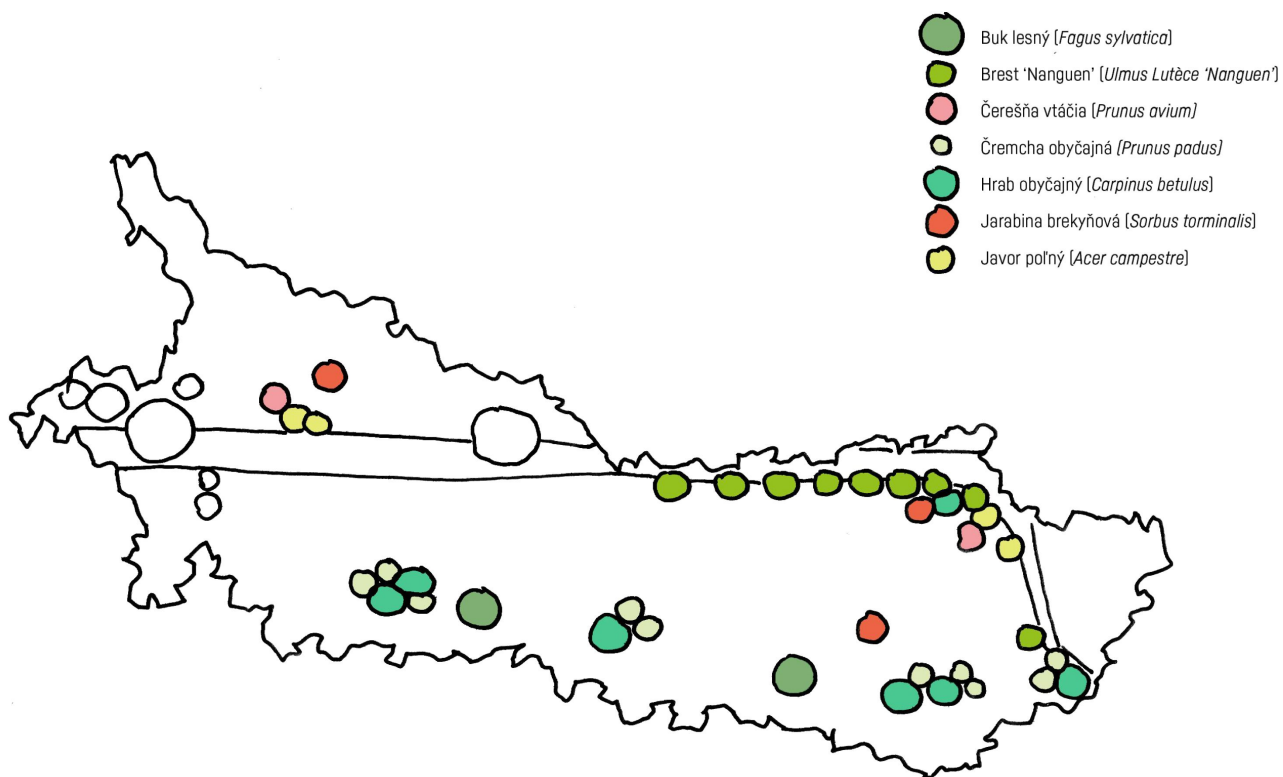 Buk lesný (Fagus sylvatica)
Brest ‘Nanguen’ (Ulmus Lutèce ‘Nanguen’)
Čerešňa vtáčia (Prunus avium)
Čremcha obyčajná (Prunus padus)
Hrab obyčajný (Carpinus betulus)
Jarabina brekyňová (Sorbus torminalis)
Javor poľný (Acer campestre)